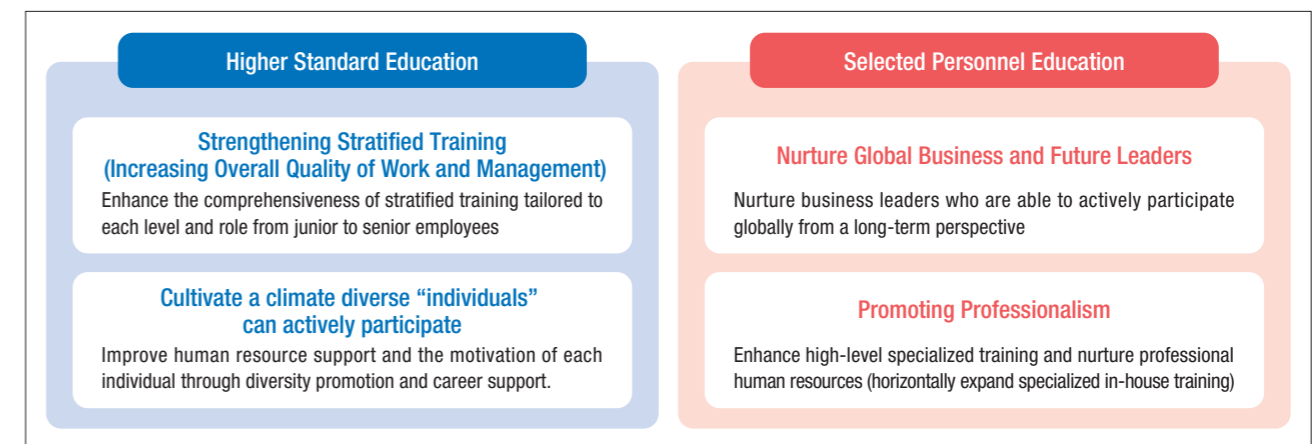 Higher Standard Education
Strengthening Stratified Training
(Increasing Overall Quality of Work and Management)
Enhance the comprehensiveness of stratified training tailored to
each level and role from junior to senior employees
Cultivate a climate diverse “individuals”
can actively participate
Improve human resource support and the motivation of each
individual through diversity promotion and career support.
Selected Personnel Education
Nurture Global Business and Future Leaders
Nurture business leaders who are able to actively participate
globally from a long-term perspective
Promoting Professionalism
Enhance high-level specialized training and nurture professional
human resources (horizontally expand specialized in-house training)